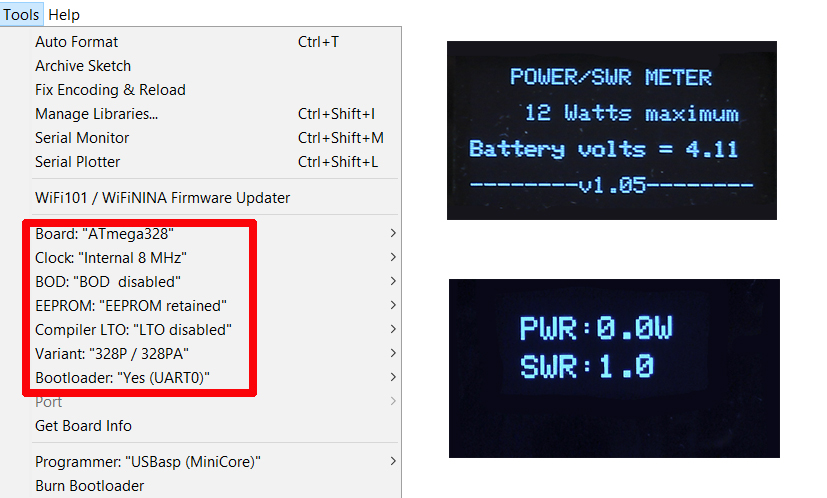 Tools Help
Auto Format Ctrl+T
Archive Sketch
Fix Encoding & Reload
Manage Libraries... Ctrl+Shift+I
Serial Monitor Ctrl+Shift+M
Serial Plotter Ctrl+Shift+L
WiFi101 / WiFiNINA Firmware Updater
Board: "ATmega328"
Clock: "Internal 8 MHz"
BOD: "BOD  disabled"
EEPROM: "EEPROM retained"
Compiler LTO: "LTO disabled"
Variant: "328P / 328PA"
Bootloader: "Yes (UART0)"
Port
Get Board Info
Programmer: "USBasp (MiniCore)"
Burn Bootloader
POWER/SWR METER
12 Watts maximum
Battery volts = 4.11
--------v1.05--------
PWR:0.0W
SWR:1.0